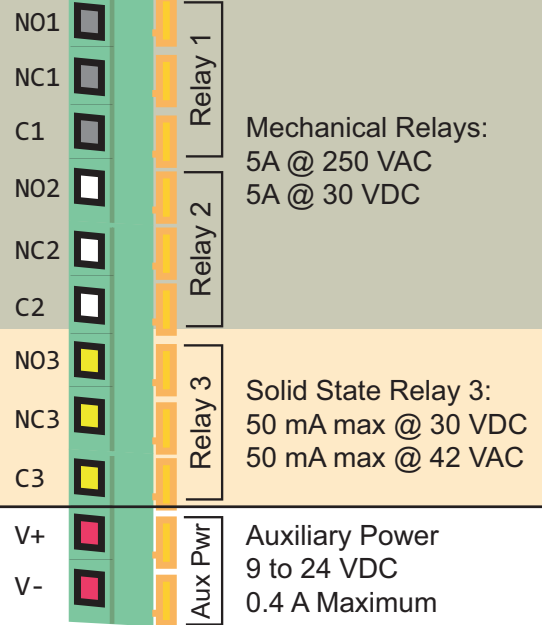 NO1
NC1
C1
Relay 1
NO2
NC2
C2
Relay 2
Mechanical Relays:
5A @ 250 VAC
5A @ 30 VDC
NO3
NC3
C3
Relay 3
Solid State Relay 3:
50 mA max @ 30 VDC
50 mA max @ 42 VAC
V+
V-
Aux Pwr
Auxiliary Power
9 to 24 VDC
0.4 A Maximum